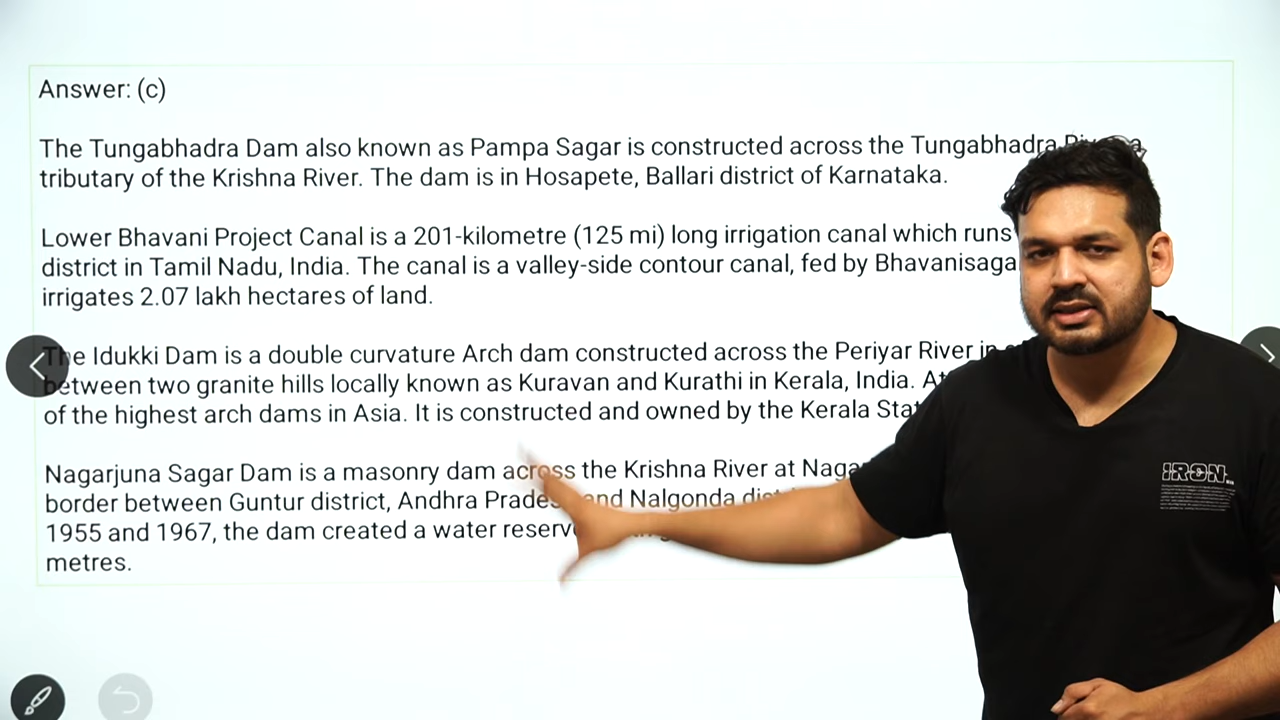 Answer: (c)
The Tungabhadra Dam also known as Pampa Sagar is constructed across the Tungabhadra
tributary of the Krishna River. The dam is in Hosapete, Ballari district of Karnataka.
Lower Bhavani Project Canal is a 201-kilometre (125 mi) long irrigation canal which runs
district in Tamil Nadu, India. The canal is a valley-side contour canal, fed by
irrigates 2.07 lakh hectares of land.
The Idukki Dam is a double curvature Arch dam constructed across the Periyar River in
between two granite hills locally known as Kuravan and Kurathi in Kerala, India.
of the highest arch dams in Asia. It is constructed and owned by the Kerala
Nagarjuna Sagar Dam is a masonry dam across the Krishna River at
border between Guntur district, Andhra and Nalgonda
1955 and 1967, the dam created a water
metres.
IRON